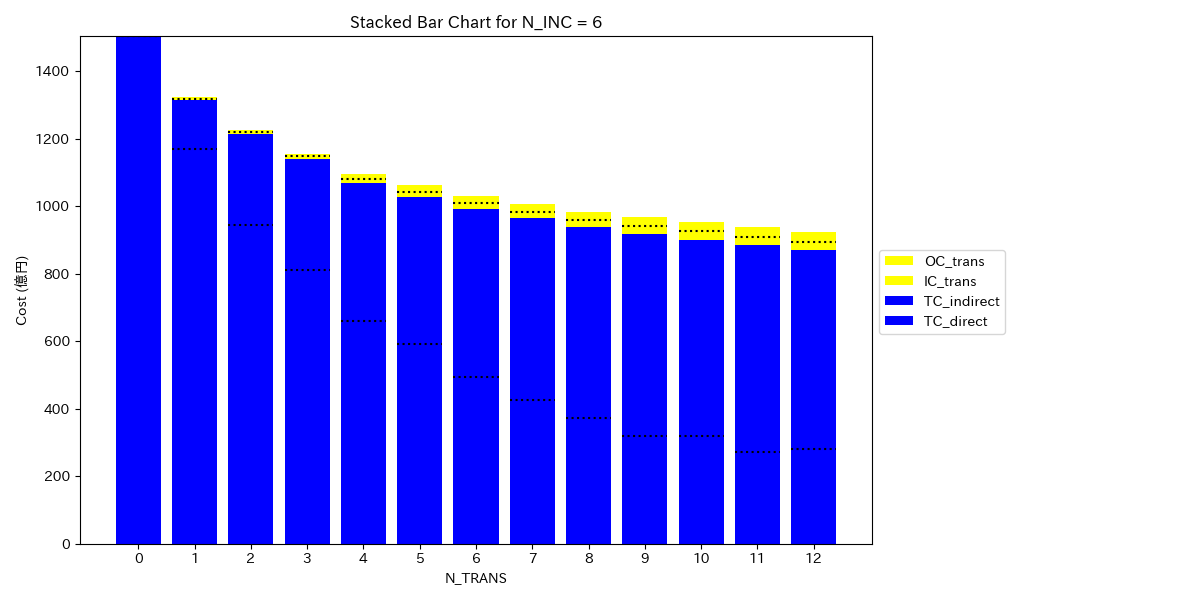 Stacked Bar Chart for N_INC = 6
Cost (億円)
1400
1200
1000
800
600
400
200
0
0 1 2 3 4 5 6 7 8 9 10 11 12
N_TRANS
OC_trans
IC_trans
TC_indirect
TC_direct